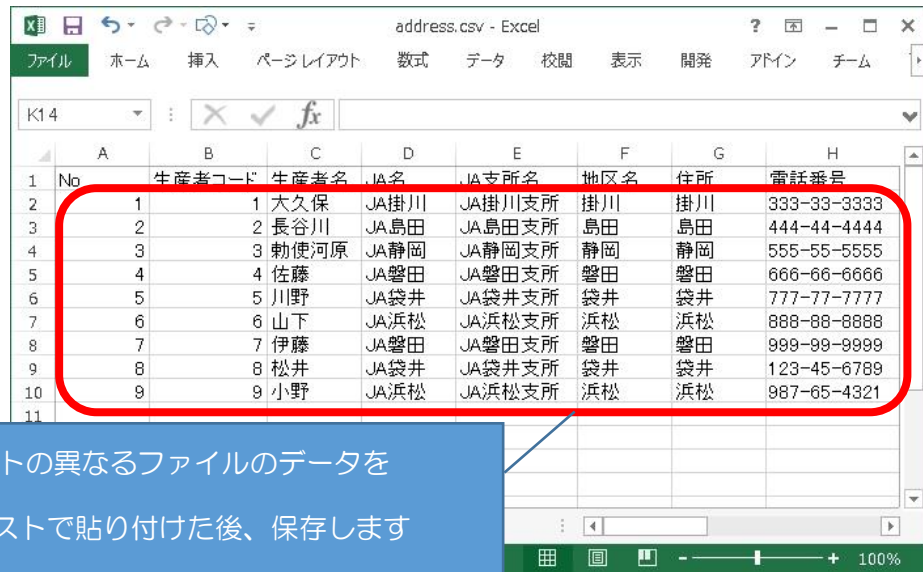 address.csv - Excel
ファイル ホーム 挿入 ページ レイアウト 数式 データ 校閲 表示 開発 アドイン チーム
K14 fx
A B C D E F G H
1 No 生産者コード 生産者名 JA名 JA支所名 地区名 住所 電話番号
2 1 1 大久保 JA掛川 JA掛川支所 掛川 掛川 333-33-3333
3 2 2 長谷川 JA島田 JA島田支所 島田 島田 444-44-4444
4 3 3 勅使河原 JA静岡 JA静岡支所 静岡 静岡 555-55-5555
5 4 4 佐藤 JA磐田 JA磐田支所 磐田 磐田 666-66-6666
6 5 5 川野 JA袋井 JA袋井支所 袋井 袋井 777-77-7777
7 6 6 山下 JA浜松 JA浜松支所 浜松 浜松 888-88-8888
8 7 7 伊藤 JA磐田 JA磐田支所 磐田 磐田 999-99-9999
9 8 8 松井 JA袋井 JA袋井支所 袋井 袋井 123-45-6789
10 9 9 小野 JA浜松 JA浜松支所 浜松 浜松 987-65-4321
11
トの異なるファイルのデータを
ストで貼り付けた後、保存します
100%